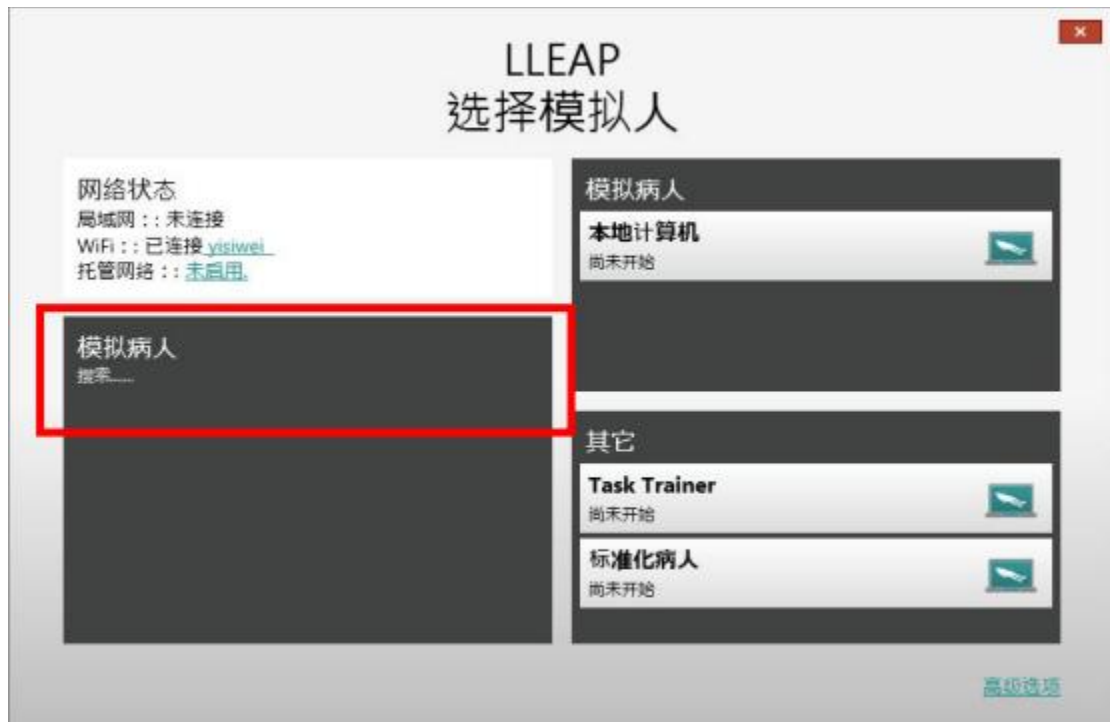 LLEAP
选择模拟人
网络状态
局域网：: 未连接
WiFi：: 已连接 yisiwei
托管网络：: 未启用.
模拟病人
搜索......
模拟病人
本地计算机
尚未开始
其它
Task Trainer
尚未开始
标准化病人
尚未开始
高级选项